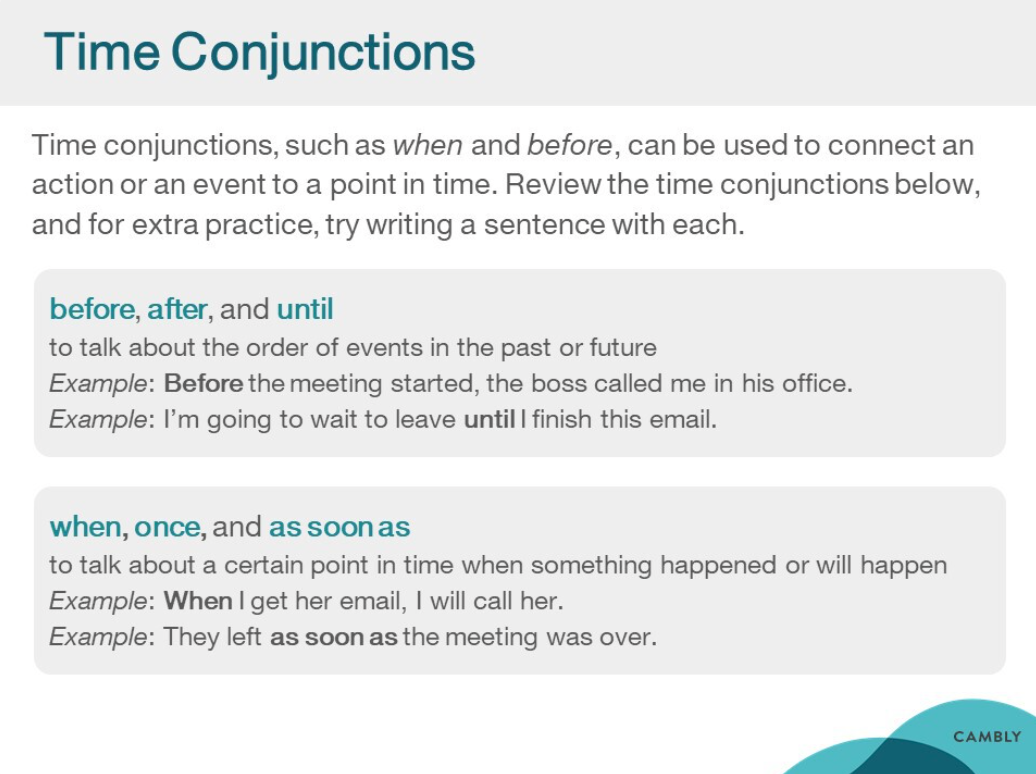 Time Conjunctions
Time conjunctions, such as when and before, can be used to connect an
action or an event to a point in time. Review the time conjunctions below,
and for extra practice, try writing a sentence with each.
before, after, and until
to talk about the order of events in the past or future
Example: Before the meeting started, the boss called me in his office.
Example: I’m going to wait to leave until I finish this email.
when, once, and as soon as
to talk about a certain point in time when something happened or will happen
Example: When I get her email, I will call her.
Example: They left as soon as the meeting was over.
CAMBLY